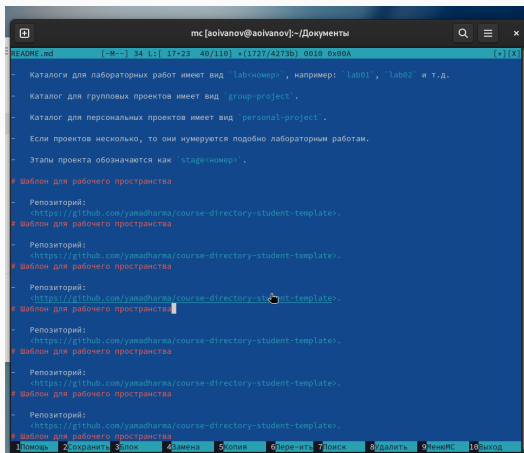 mc [aoivanov@aoivanov]:~/Документы
README.md [-M--] 34 L:[ 17+23 40/110] *(1727/4273b) 0010 0x00A [*][X]
- Каталоги для лабораторных работ имеют вид `lab<номер>`, например: `lab01`, `lab02` и т.д.
- Каталог для групповых проектов имеет вид `group-project`.
- Каталог для персональных проектов имеет вид `personal-project`.
- Если проектов несколько, то они нумеруются подобно лабораторным работам.
- Этапы проекта обозначаются как `stage<номер>`.
# Шаблон для рабочего пространства
- Репозиторий:
<https://github.com/yamadharma/course-directory-student-template>.
# Шаблон для рабочего пространства
- Репозиторий:
<https://github.com/yamadharma/course-directory-student-template>.
# Шаблон для рабочего пространства
- Репозиторий:
<https://github.com/yamadharma/course-directory-student-template>.
# Шаблон для рабочего пространства
- Репозиторий:
<https://github.com/yamadharma/course-directory-student-template>.
# Шаблон для рабочего пространства
- Репозиторий:
<https://github.com/yamadharma/course-directory-student-template>.
# Шаблон для рабочего пространства
- Репозиторий:
<https://github.com/yamadharma/course-directory-student-template>.
# Шаблон для рабочего пространства
1Помощь 2Сохранить 3Блок 4Замена 5Копия 6Пере~ить 7Поиск 8Удалить 9МенюMC 10Выход